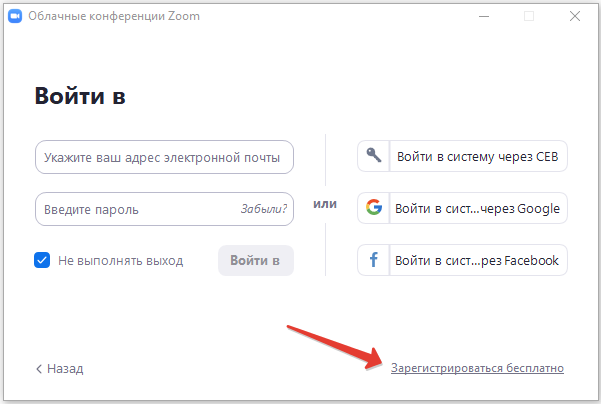 Облачные конференции Zoom
Войти в
Укажите ваш адрес электронной почты
Введите пароль
Забыли?
Не выполнять выход
Войти в
или
Войти в систему через СЕВ
Войти в сист...через Google
Войти в сист...рез Facebook
Назад
Зарегистрироваться бесплатно